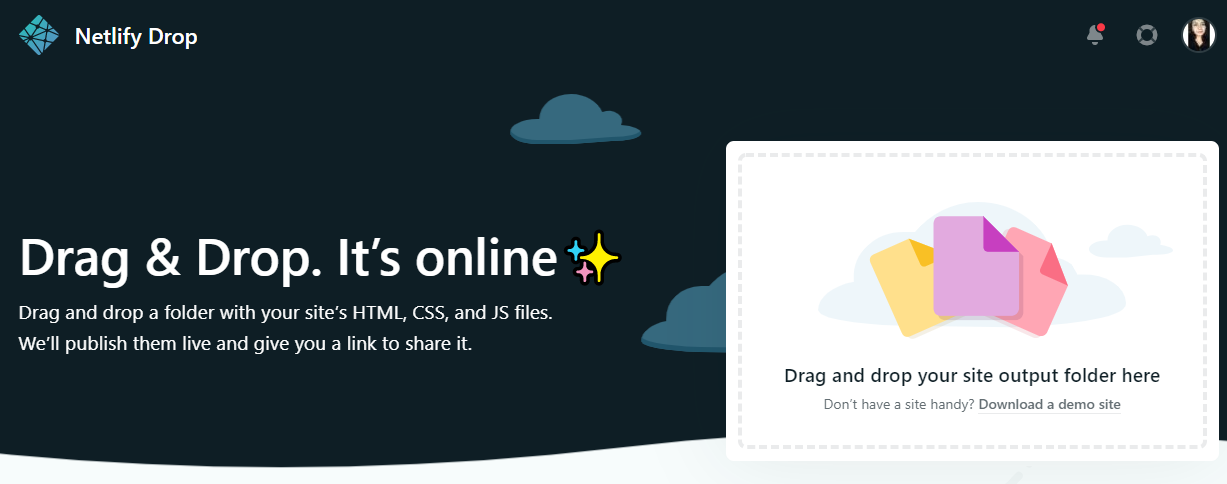 Netlify Drop
Drag & Drop. It’s online
Drag and drop a folder with your site’s HTML, CSS, and JS files.
We’ll publish them live and give you a link to share it.
Drag and drop your site output folder here
Don’t have a site handy? Download a demo site